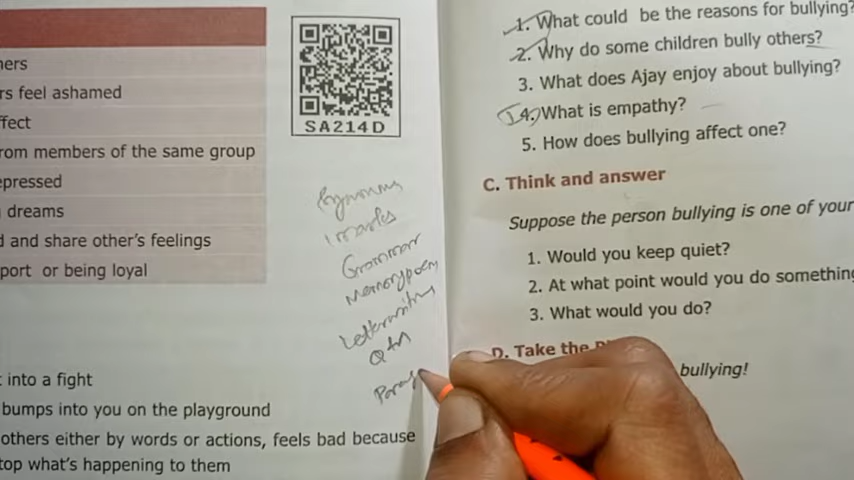 ners
rs feel ashamed
ffect
rom members of the same group
epressed
dreams
d and share other's feelings
port or being loyal
into a fight
bumps into you on the playground
others either by words or actions, feels bad because
top what's happening to them
SA214D
Grammar
Memorypoem
Letterwriting
1. What could be the reasons for bullying?
2. Why do some children bully others?
3. What does Ajay enjoy about bullying?
4. What is empathy?
5. How does bullying affect one?
C. Think and answer
Suppose the person bullying is one of your
1. Would you keep quiet?
2. At what point would you do something
3. What would you do?
D. Take the
bullying!